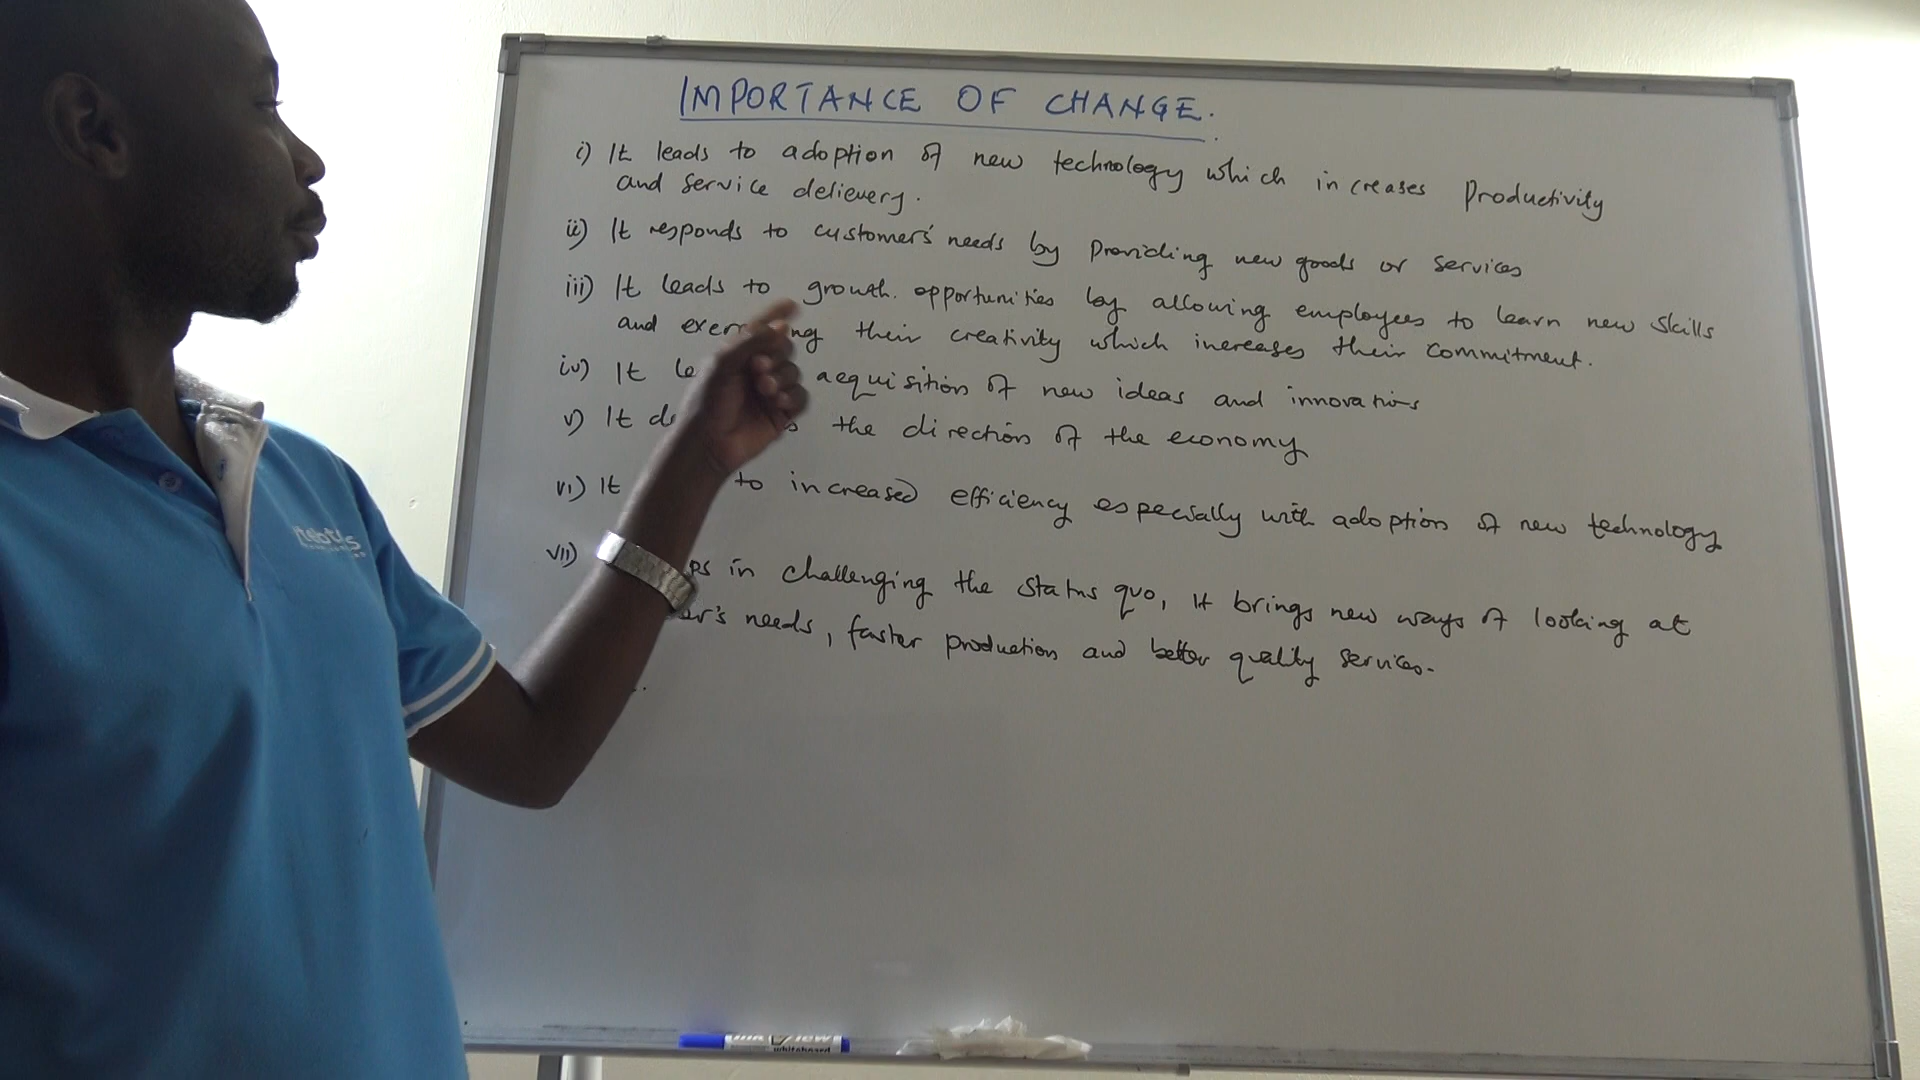 IMPORTANCE OF CHANGE.
i) It leads to adoption of new technology which increases Productivity
and service delievery.
ii) It responds to customers' needs by Providing new goods or services
iii) It leads to growth. opportunities by allowing employees to learn new skills
and their creativity which increases their commitment.
iv) It acquisition of new ideas and innovations
v) It the direction of the economy
vi) It to increased efficiency especially with adoption of new technology
vii) in challenging the status quo, it brings new ways of looking at
needs, faster production and better quality services.
whiteboard